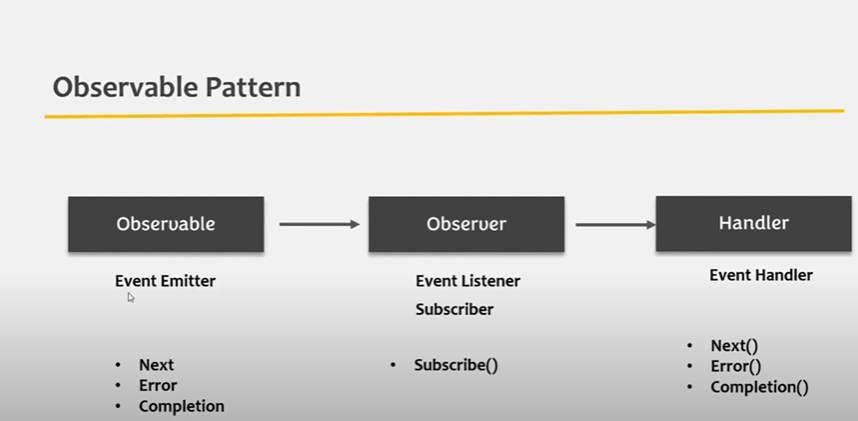 Observable Pattern
Observable
Observer
Handler
Event Emitter
Event Listener
Subscriber
Event Handler
• Next
• Error
• Completion
• Subscribe()
• Next()
• Error()
• Completion()